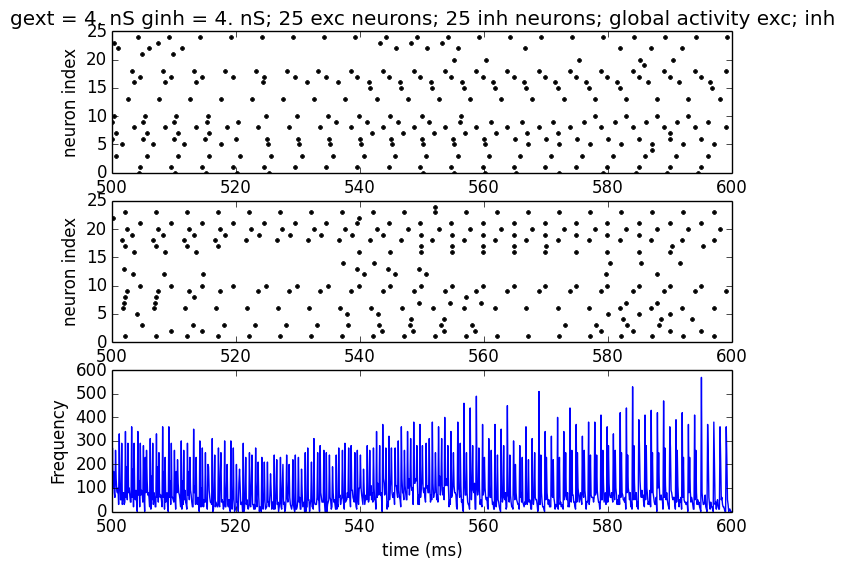 gext = 4. nS ginh = 4. nS; 25 exc neurons; 25 inh neurons; global activity exc; inh
25
20
15
10
5
0
neuron index
500 520 540 560 580 600
25
20
15
10
5
0
neuron index
500 520 540 560 580 600
600
500
400
300
200
100
0
Frequency
500 520 540 560 580 600
time (ms)